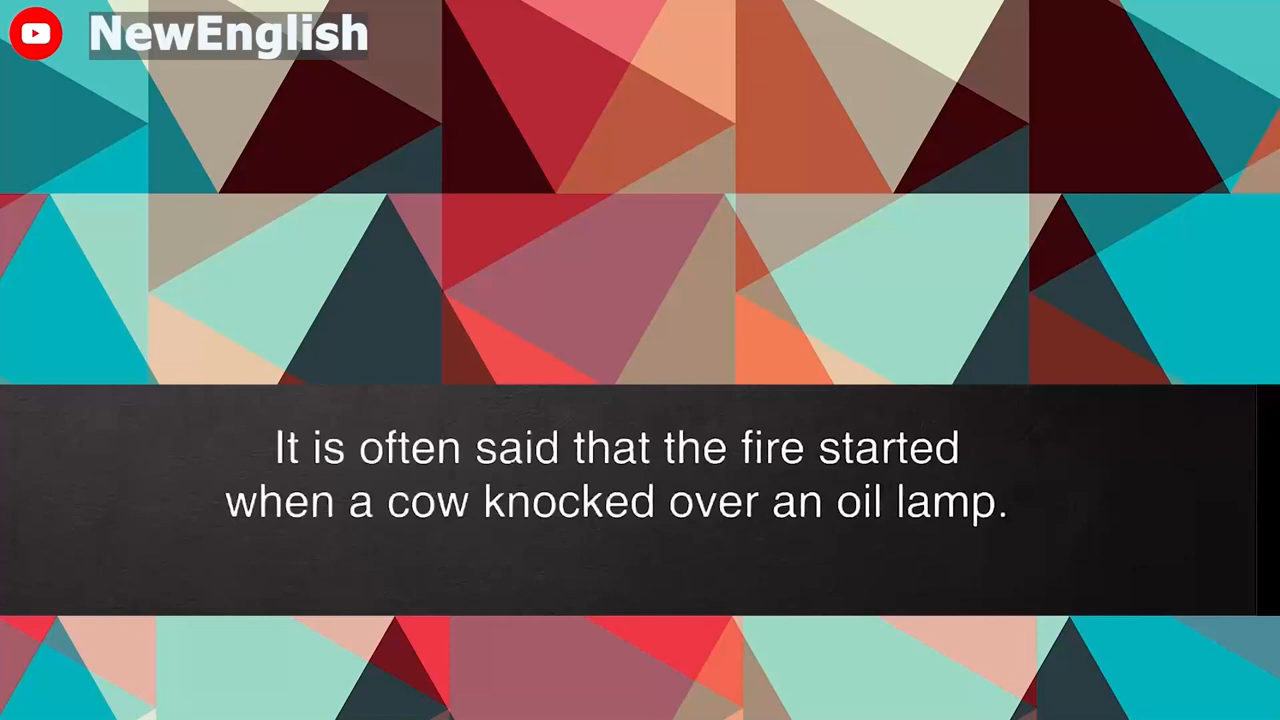 NewEnglish
It is often said that the fire started
when a cow knocked over an oil lamp.